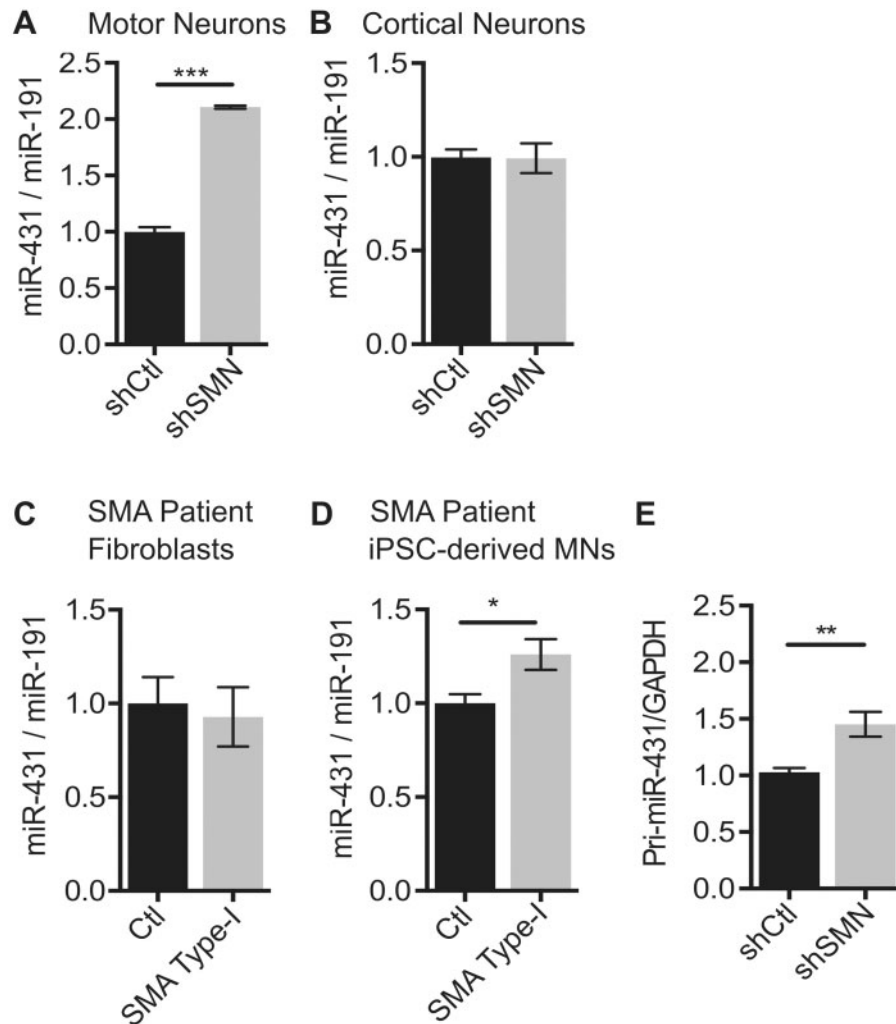 A Motor Neurons
miR-431 / miR-191
2.5
2.0
1.5
1.0
0.5
0.0
***
shCtl
shSMN
B Cortical Neurons
miR-431 / miR-191
1.5
1.0
0.5
0.0
shCtl
shSMN
C SMA Patient
Fibroblasts
miR-431 / miR-191
1.5
1.0
0.5
0.0
Ctl
SMA Type-I
D SMA Patient
iPSC-derived MNs
miR-431 / miR-191
1.5
1.0
0.5
0.0
*
Ctl
SMA Type-I
E
Pri-miR-431/GAPDH
2.5
2.0
1.5
1.0
0.5
0.0
**
shCtl
shSMN